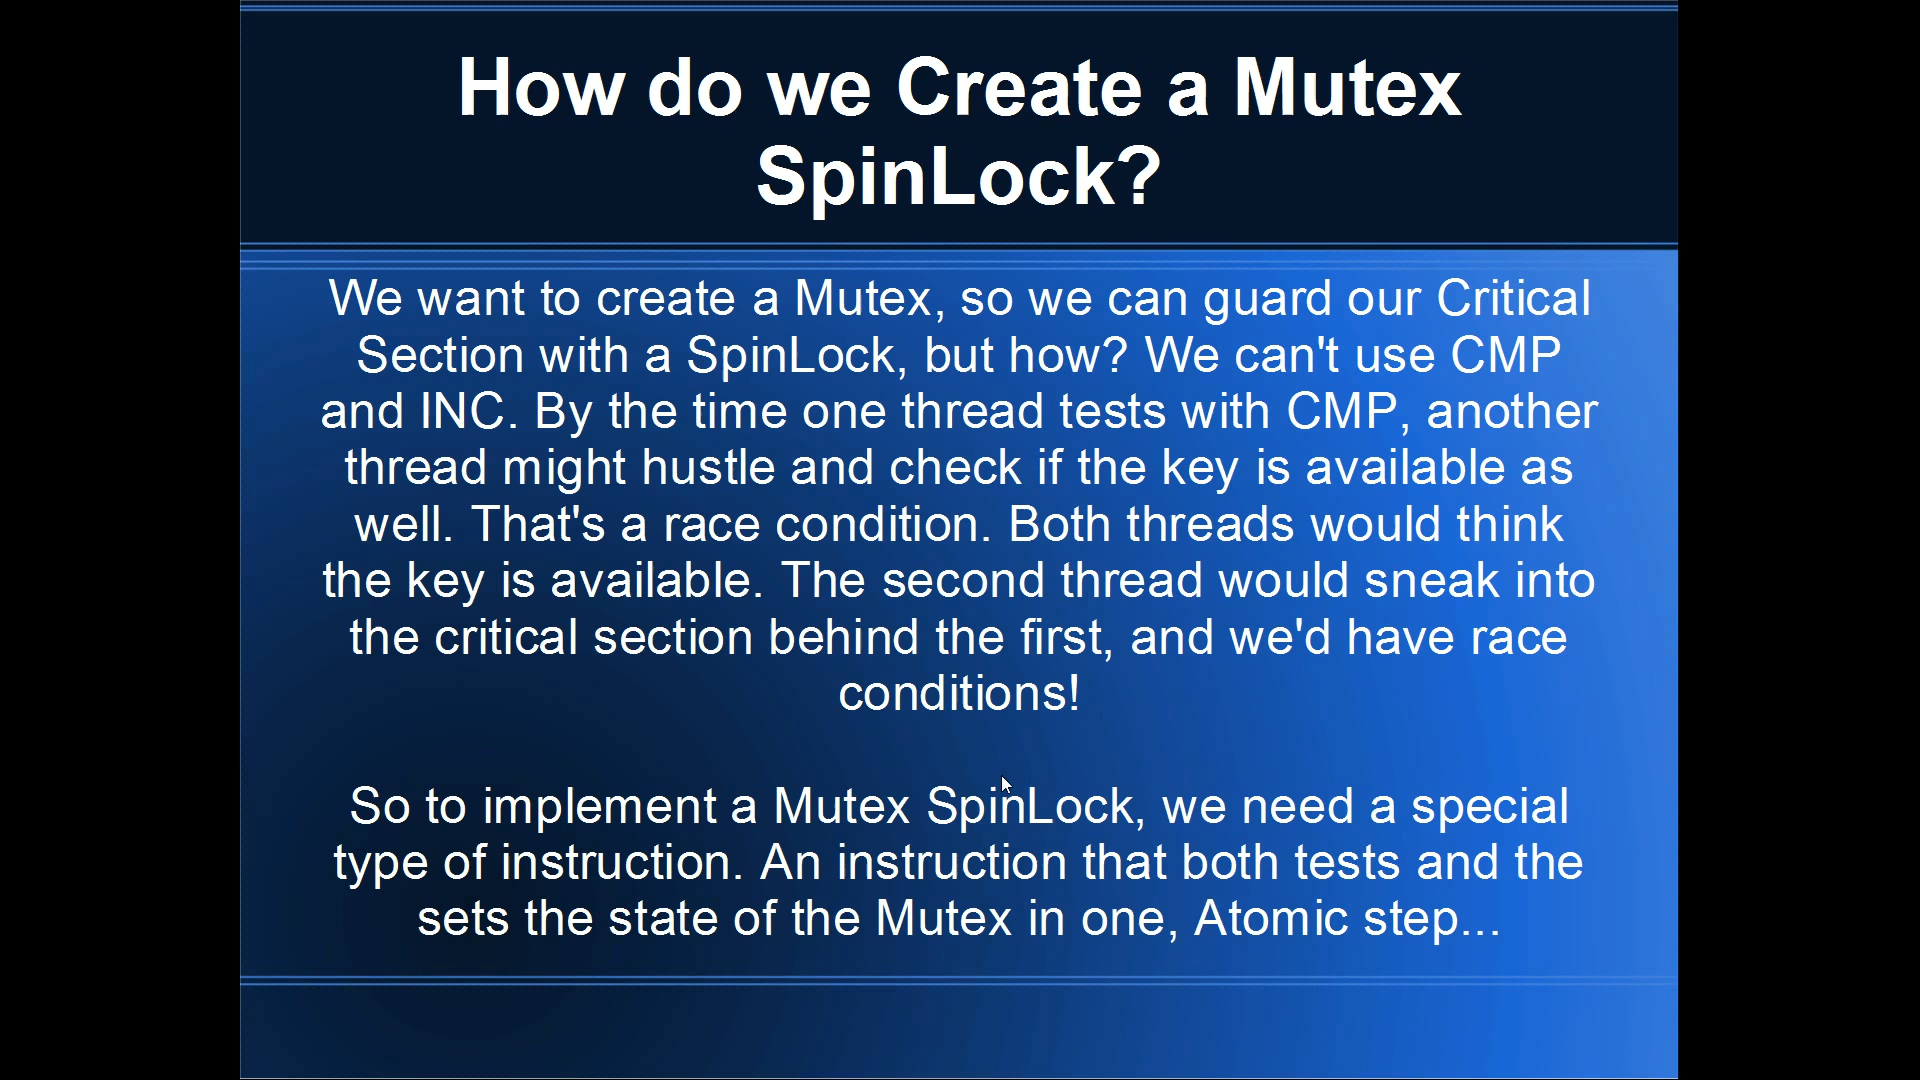 How do we Create a Mutex
SpinLock?
We want to create a Mutex, so we can guard our Critical
Section with a SpinLock, but how? We can't use CMP
and INC. By the time one thread tests with CMP, another
thread might hustle and check if the key is available as
well. That's a race condition. Both threads would think
the key is available. The second thread would sneak into
the critical section behind the first, and we'd have race
conditions!
So to implement a Mutex SpinLock, we need a special
type of instruction. An instruction that both tests and the
sets the state of the Mutex in one, Atomic step...